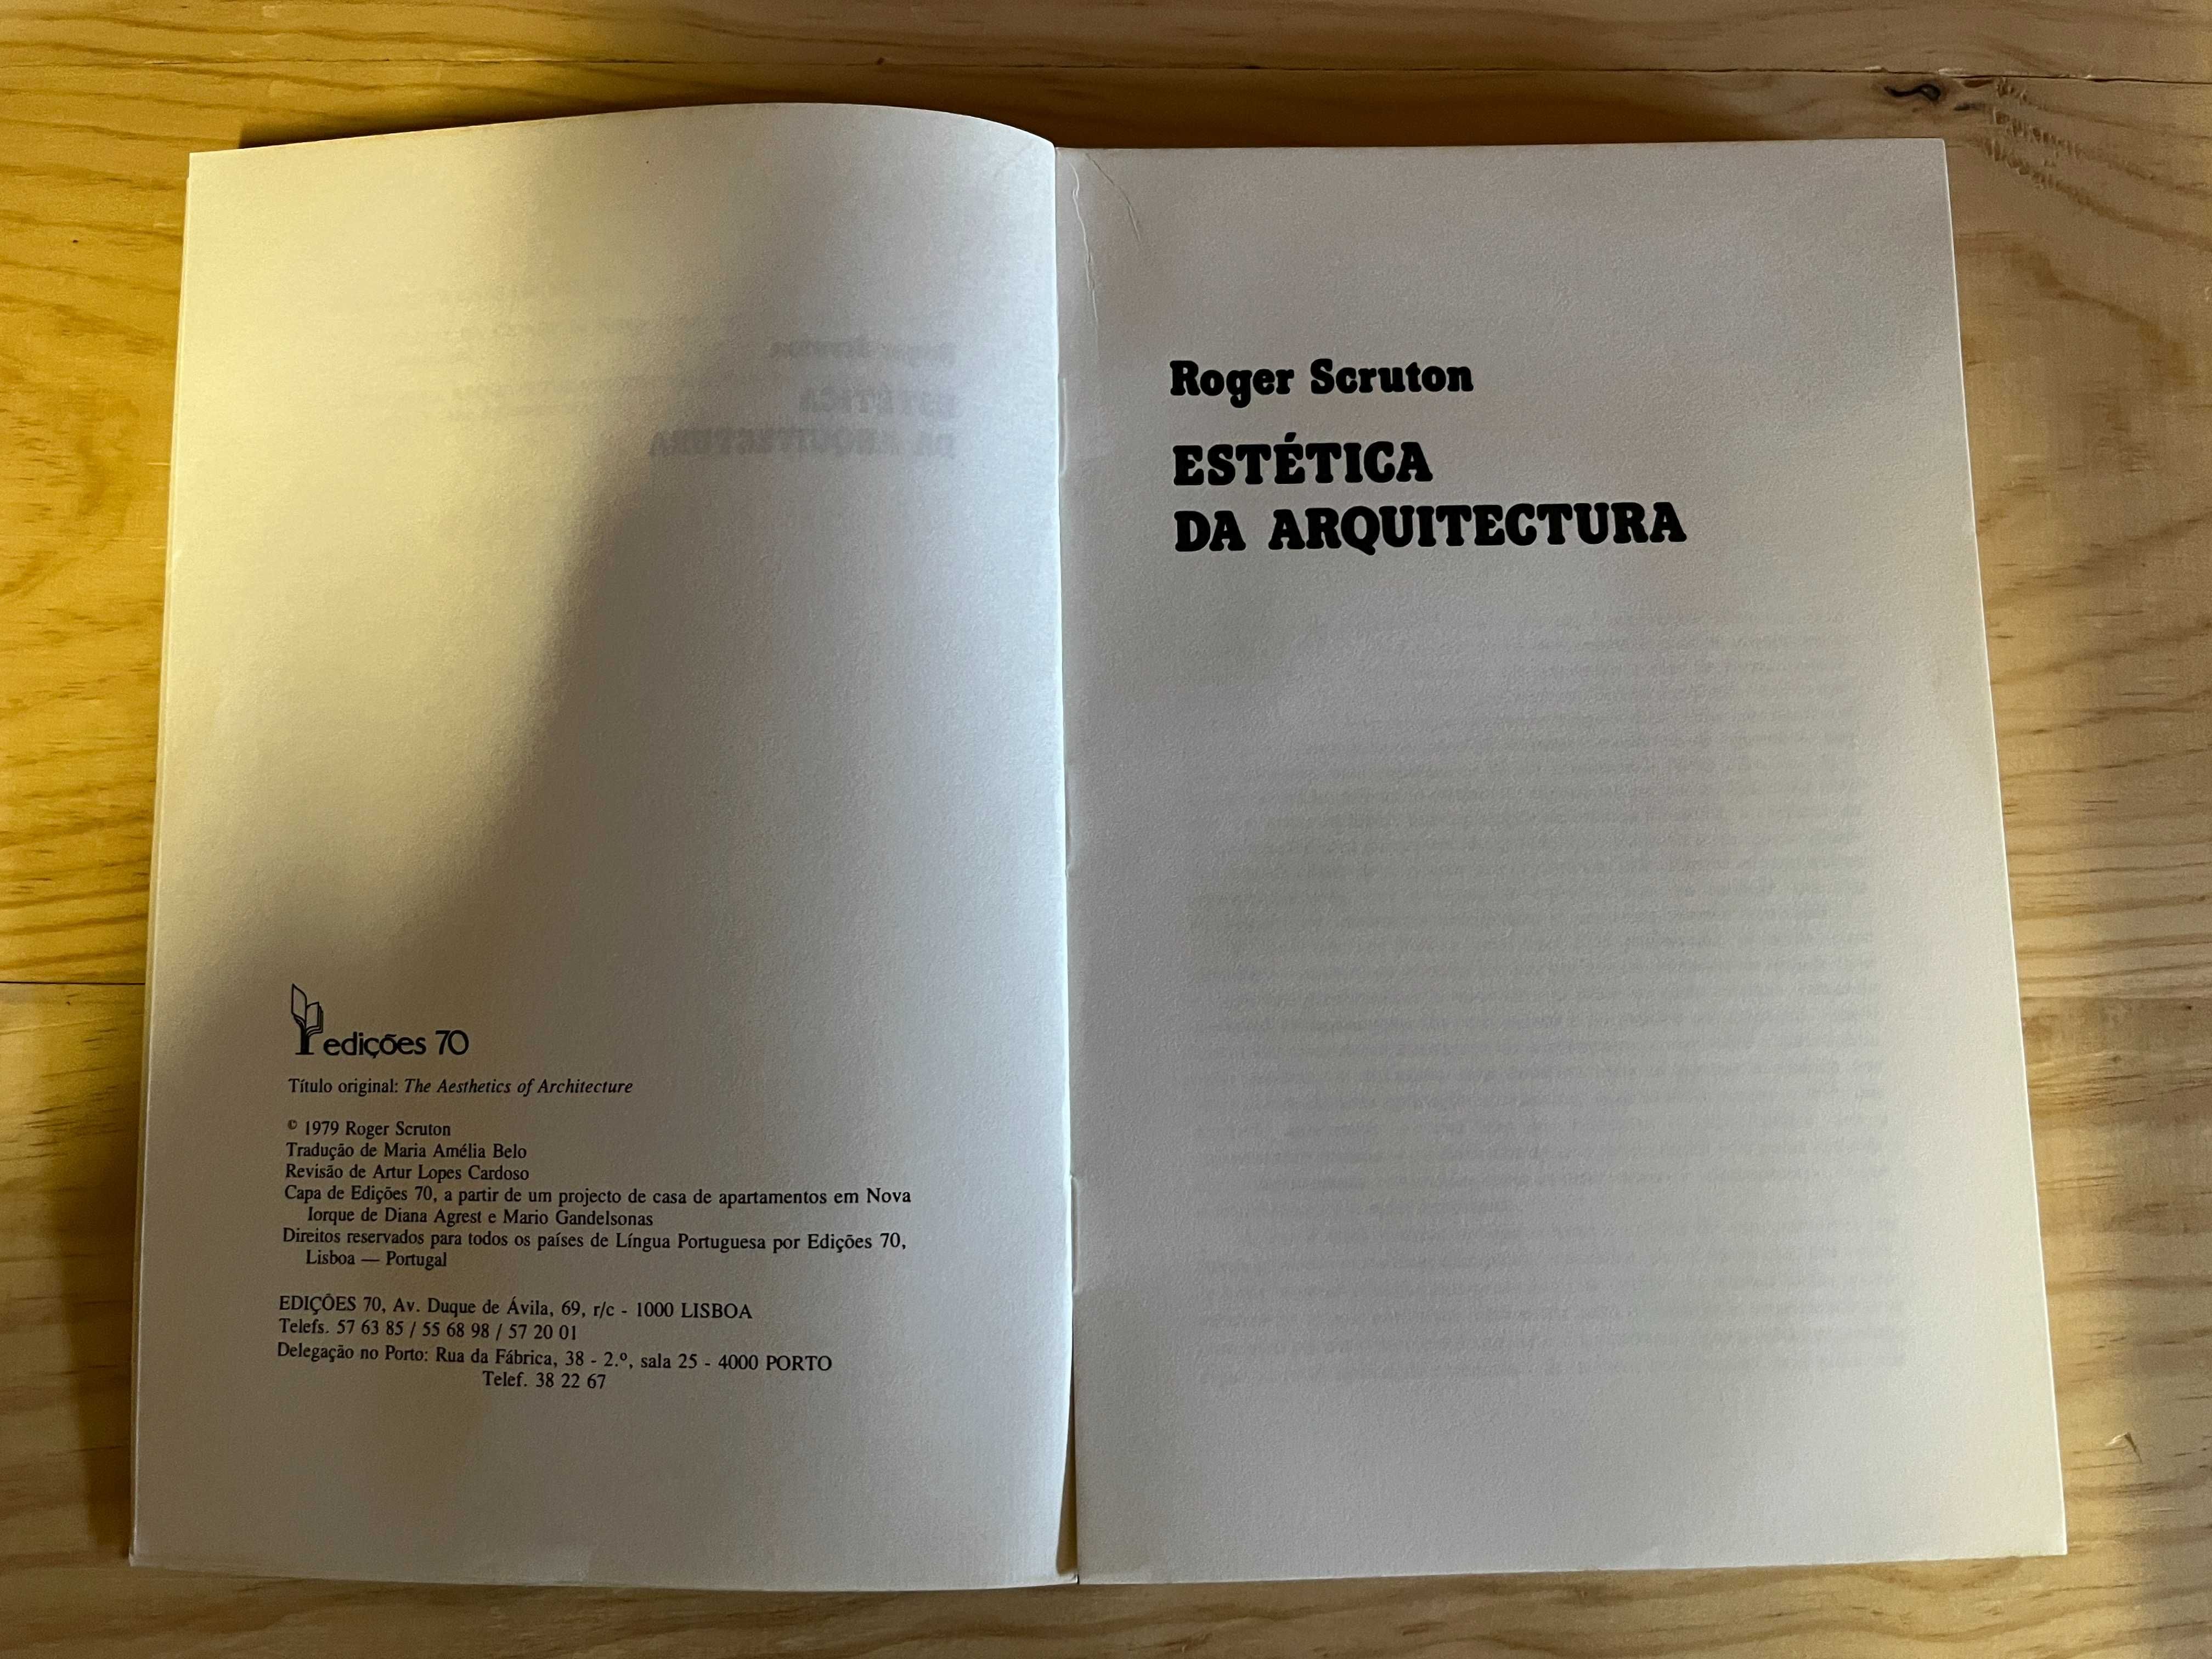 edições 70
Título original: The Aesthetics of Architecture
© 1979 Roger Scruton
Tradução de Maria Amélia Belo
Revisão de Artur Lopes Cardoso
Capa de Edições 70, a partir de um projecto de casa de apartamentos em Nova
Iorque de Diana Agrest e Mario Gandelsonas
Direitos reservados para todos os países de Língua Portuguesa por Edições 70,
Lisboa — Portugal
EDIÇÕES 70, Av. Duque de Ávila, 69, r/c - 1000 LISBOA
Telefs. 57 63 85 / 55 68 98 / 57 20 01
Delegação no Porto: Rua da Fábrica, 38 - 2.º, sala 25 - 4000 PORTO
Telef. 38 22 67
Roger Scruton
ESTÉTICA
DA ARQUITECTURA